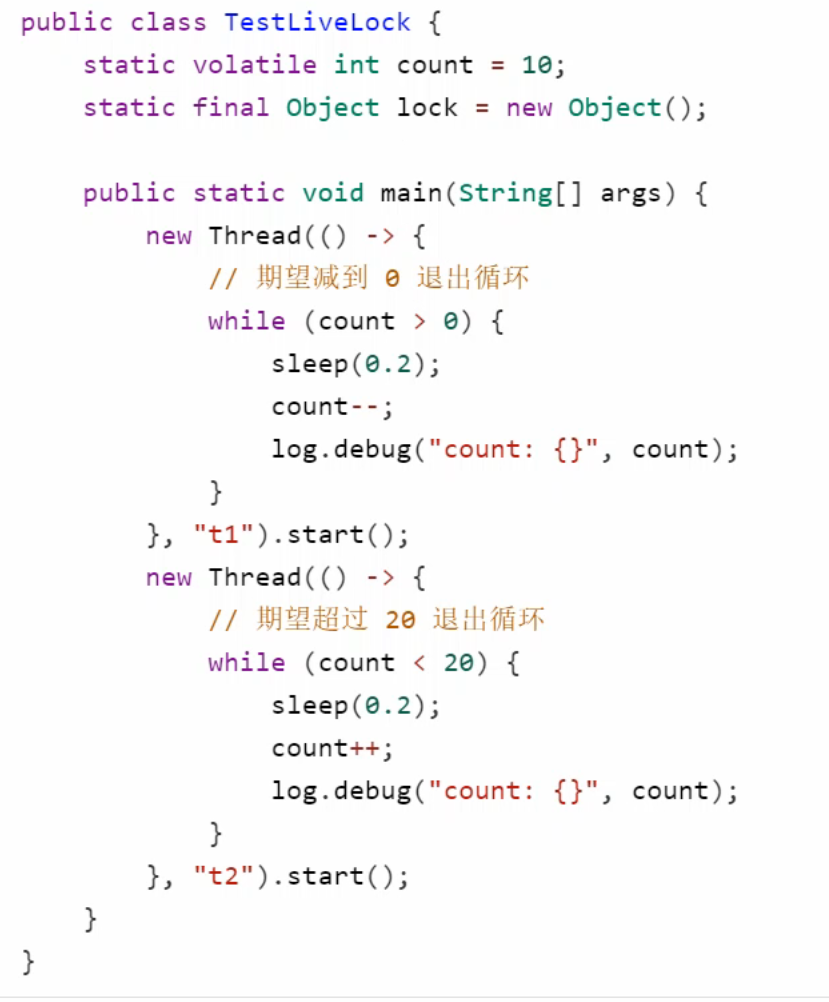 public class TestLiveLock {
    static volatile int count = 10;
    static final Object lock = new Object();

    public static void main(String[] args) {
        new Thread(() -> {
            // 期望减到 0 退出循环
            while (count > 0) {
                sleep(0.2);
                count--;
                log.debug("count: {}", count);
            }
        }, "t1").start();
        new Thread(() -> {
            // 期望超过 20 退出循环
            while (count < 20) {
                sleep(0.2);
                count++;
                log.debug("count: {}", count);
            }
        }, "t2").start();
    }
}